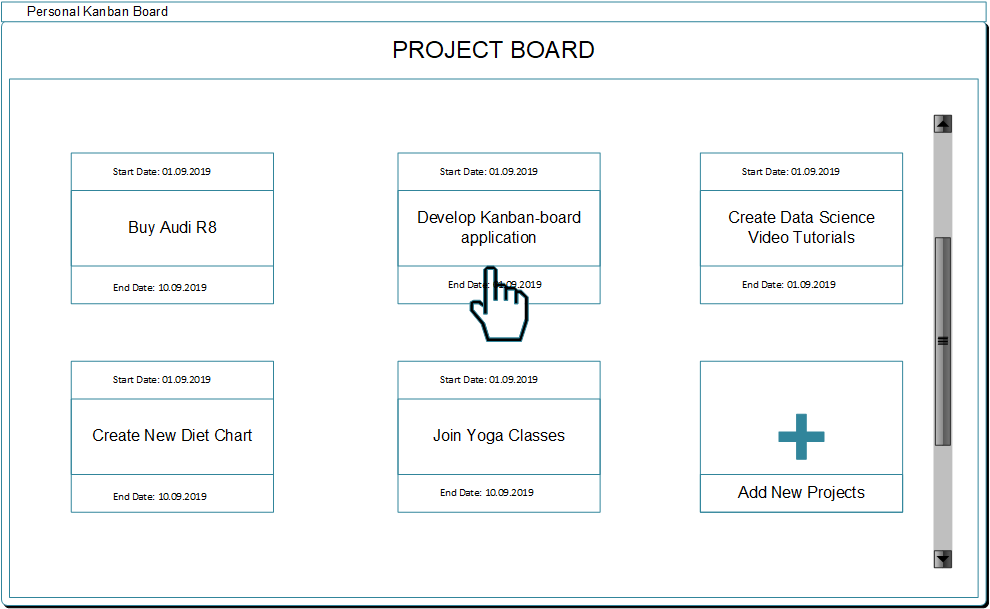 Personal Kanban Board
PROJECT BOARD
Start Date: 01.09.2019
Buy Audi R8
End Date: 10.09.2019
Start Date: 01.09.2019
Develop Kanban-board
application
End Date: 01.09.2019
Start Date: 01.09.2019
Create Data Science
Video Tutorials
End Date: 01.09.2019
Start Date: 01.09.2019
Create New Diet Chart
End Date: 10.09.2019
Start Date: 01.09.2019
Join Yoga Classes
End Date: 10.09.2019
Add New Projects